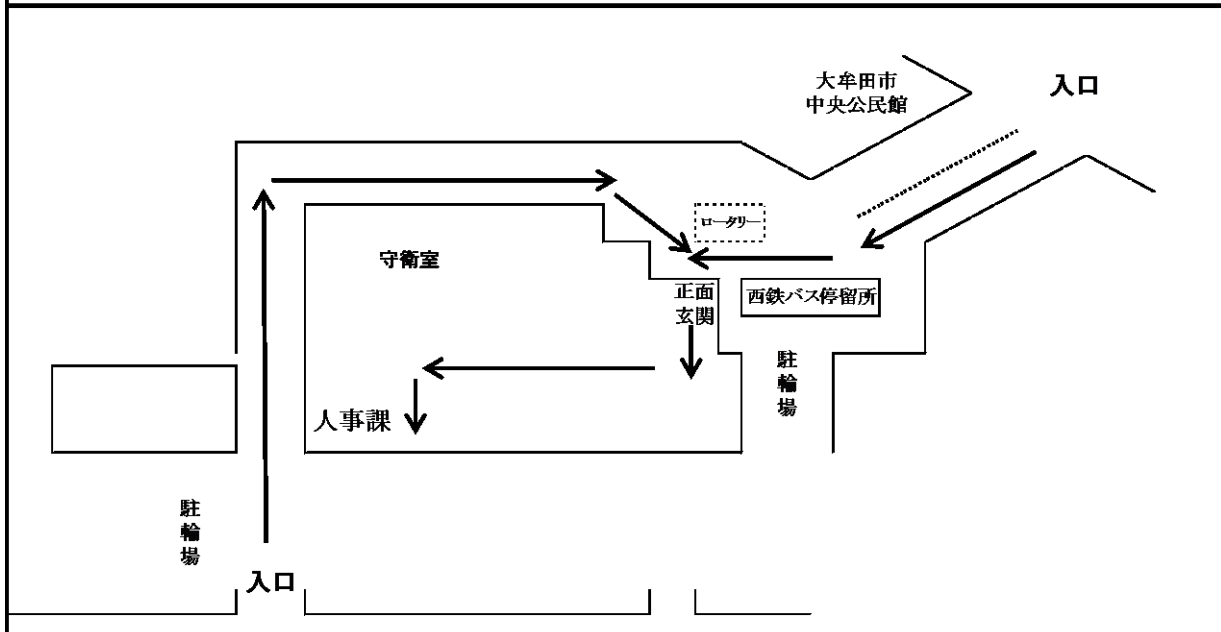 大牟田市
中央公民館
入口
ロータリー
守衛室
正面
玄関
西鉄バス停留所
駐輪場
人事課
駐輪場
入口